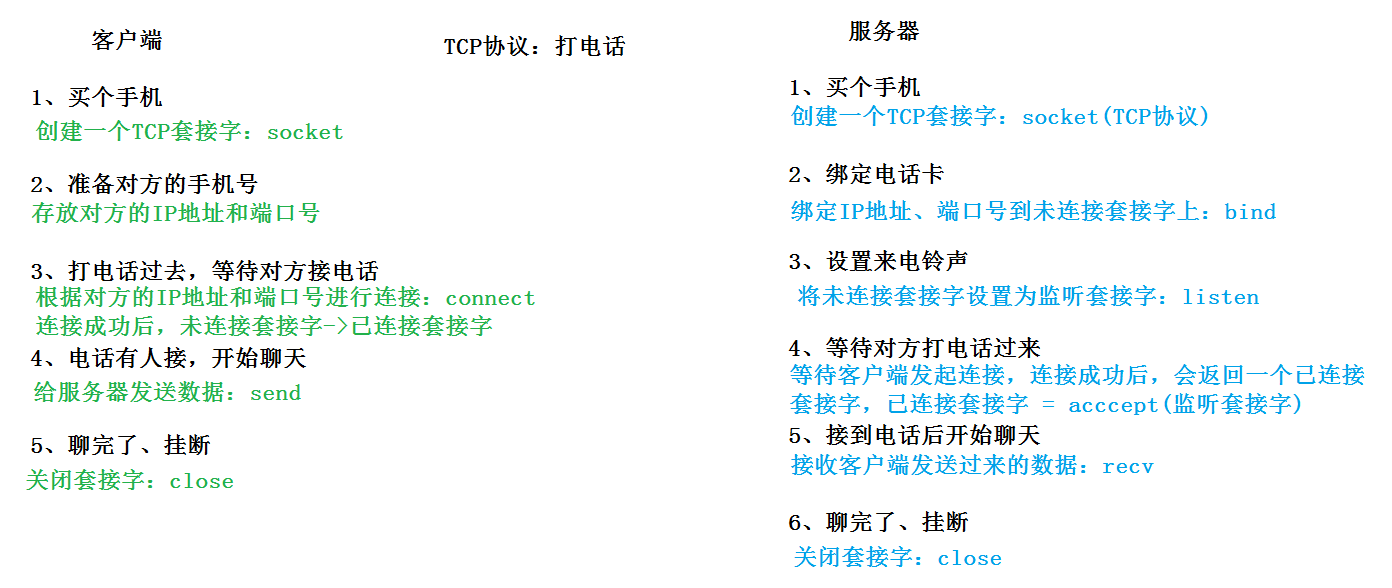 客户端
TCP协议：打电话
服务器
1、买个手机
创建一个TCP套接字：socket
2、准备对方的手机号
存放对方的IP地址和端口号
3、打电话过去，等待对方接电话
根据对方的IP地址和端口号进行连接：connect
连接成功后，未连接套接字->已连接套接字
4、电话有人接，开始聊天
给服务器发送数据：send
5、聊完了、挂断
关闭套接字：close
1、买个手机
创建一个TCP套接字：socket(TCP协议)
2、绑定电话卡
绑定IP地址、端口号到未连接套接字上：bind
3、设置来电铃声
将未连接套接字设置为监听套接字：listen
4、等待对方打电话过来
等待客户端发起连接，连接成功后，会返回一个已连接
套接字，已连接套接字 = acccept(监听套接字)
5、接到电话后开始聊天
接收客户端发送过来的数据：recv
6、聊完了、挂断
关闭套接字：close